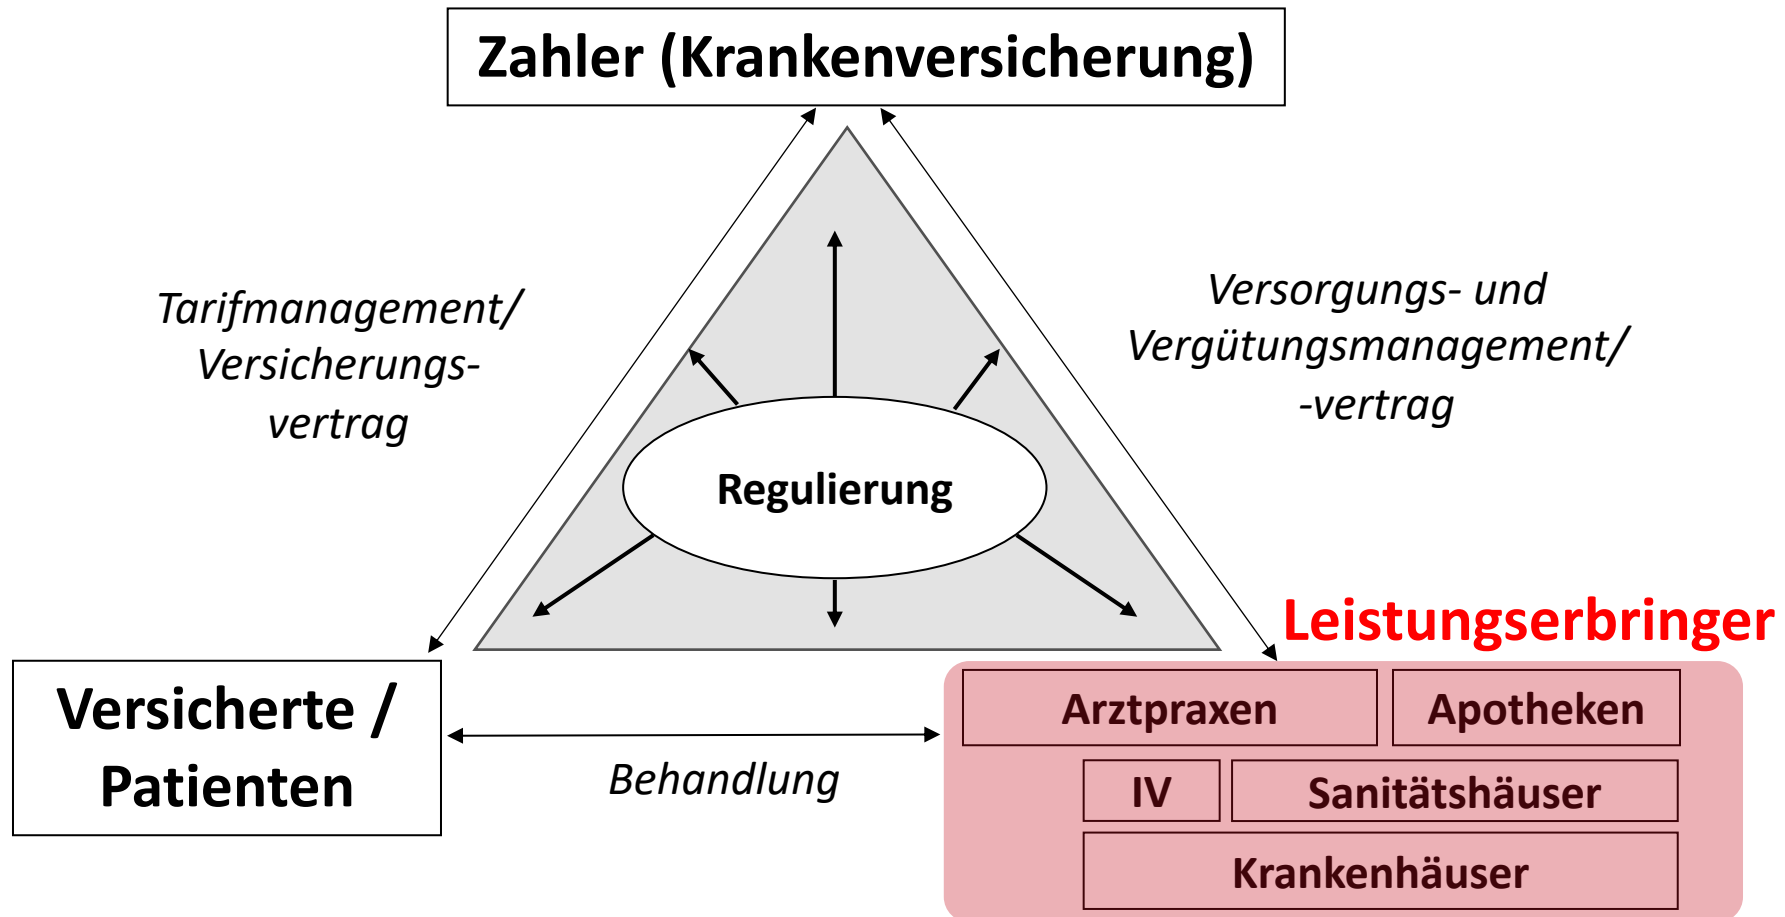 Zahler (Krankenversicherung)
Tarifmanagement/
Versicherungs-
vertrag
Versorgungs- und
Vergütungsmanagement/
-vertrag
Regulierung
Leistungserbringer
Versicherte /
Patienten
Behandlung
Arztpraxen
Apotheken
IV
Sanitätshäuser
Krankenhäuser